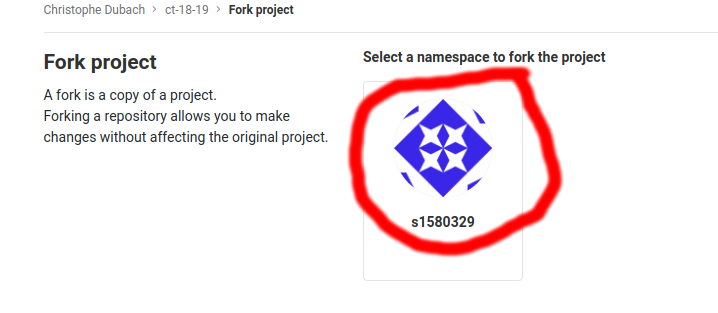 Christophe Dubach > ct-18-19 > Fork project
Fork project
A fork is a copy of a project.
Forking a repository allows you to make
changes without affecting the original project.
Select a namespace to fork the project
s1580329